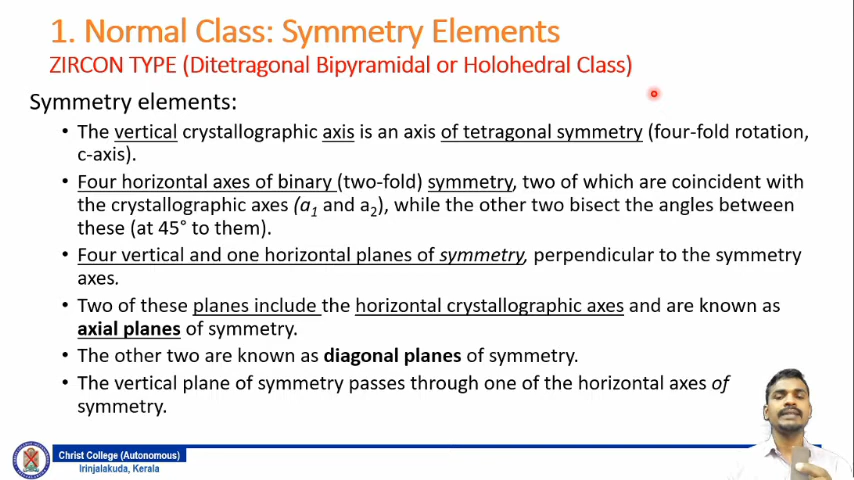 1. Normal Class: Symmetry Elements
ZIRCON TYPE (Ditetragonal Bipyramidal or Holohedral Class)
Symmetry elements:
• The vertical crystallographic axis is an axis of tetragonal symmetry (four-fold rotation,
c-axis).
• Four horizontal axes of binary (two-fold) symmetry, two of which are coincident with
the crystallographic axes (a1 and a2), while the other two bisect the angles between
these (at 45° to them).
• Four vertical and one horizontal planes of symmetry, perpendicular to the symmetry
axes.
• Two of these planes include the horizontal crystallographic axes and are known as
axial planes of symmetry.
• The other two are known as diagonal planes of symmetry.
• The vertical plane of symmetry passes through one of the horizontal axes of
symmetry.
Christ College (Autonomous)
Irinjalakuda, Kerala